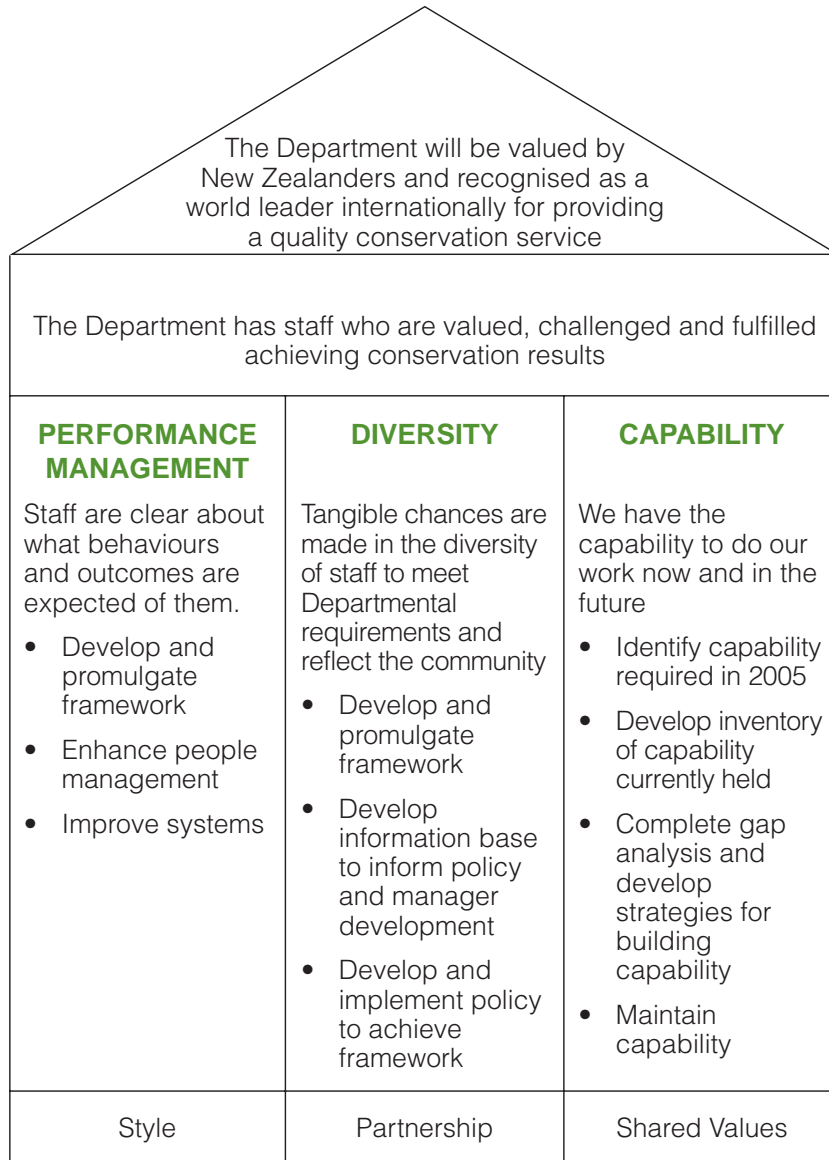 The Department will be valued by
New Zealanders and recognised as a
world leader internationally for providing
a quality conservation service
The Department has staff who are valued, challenged and fulfilled
achieving conservation results
PERFORMANCE
MANAGEMENT
Staff are clear about
what behaviours
and outcomes are
expected of them.
• Develop and
promulgate
framework
• Enhance people
management
• Improve systems
DIVERSITY
Tangible chances are
made in the diversity
of staff to meet
Departmental
requirements and
reflect the community
• Develop and
promulgate
framework
• Develop
information base
to inform policy
and manager
development
• Develop and
implement policy
to achieve
framework
CAPABILITY
We have the
capability to do our
work now and in the
future
• Identify capability
required in 2005
• Develop inventory
of capability
currently held
• Complete gap
analysis and
develop
strategies for
building
capability
• Maintain
capability
Style
Partnership
Shared Values